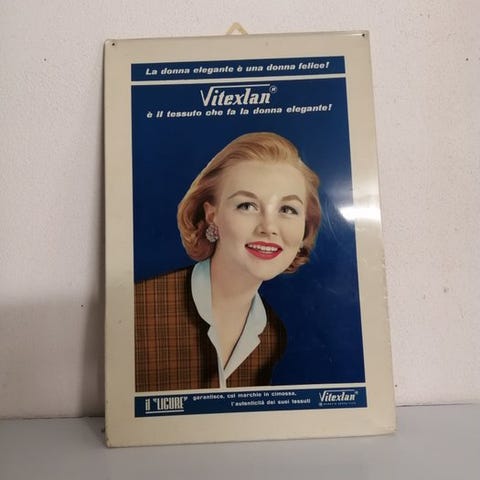 La donna elegante è una donna felice!
Vitexlan®
è il tessuto che fa la donna elegante!
il "LIGURE" garantisce, col marchio in cimossa,
l'autenticità dei suoi tessuti
Vitexlan